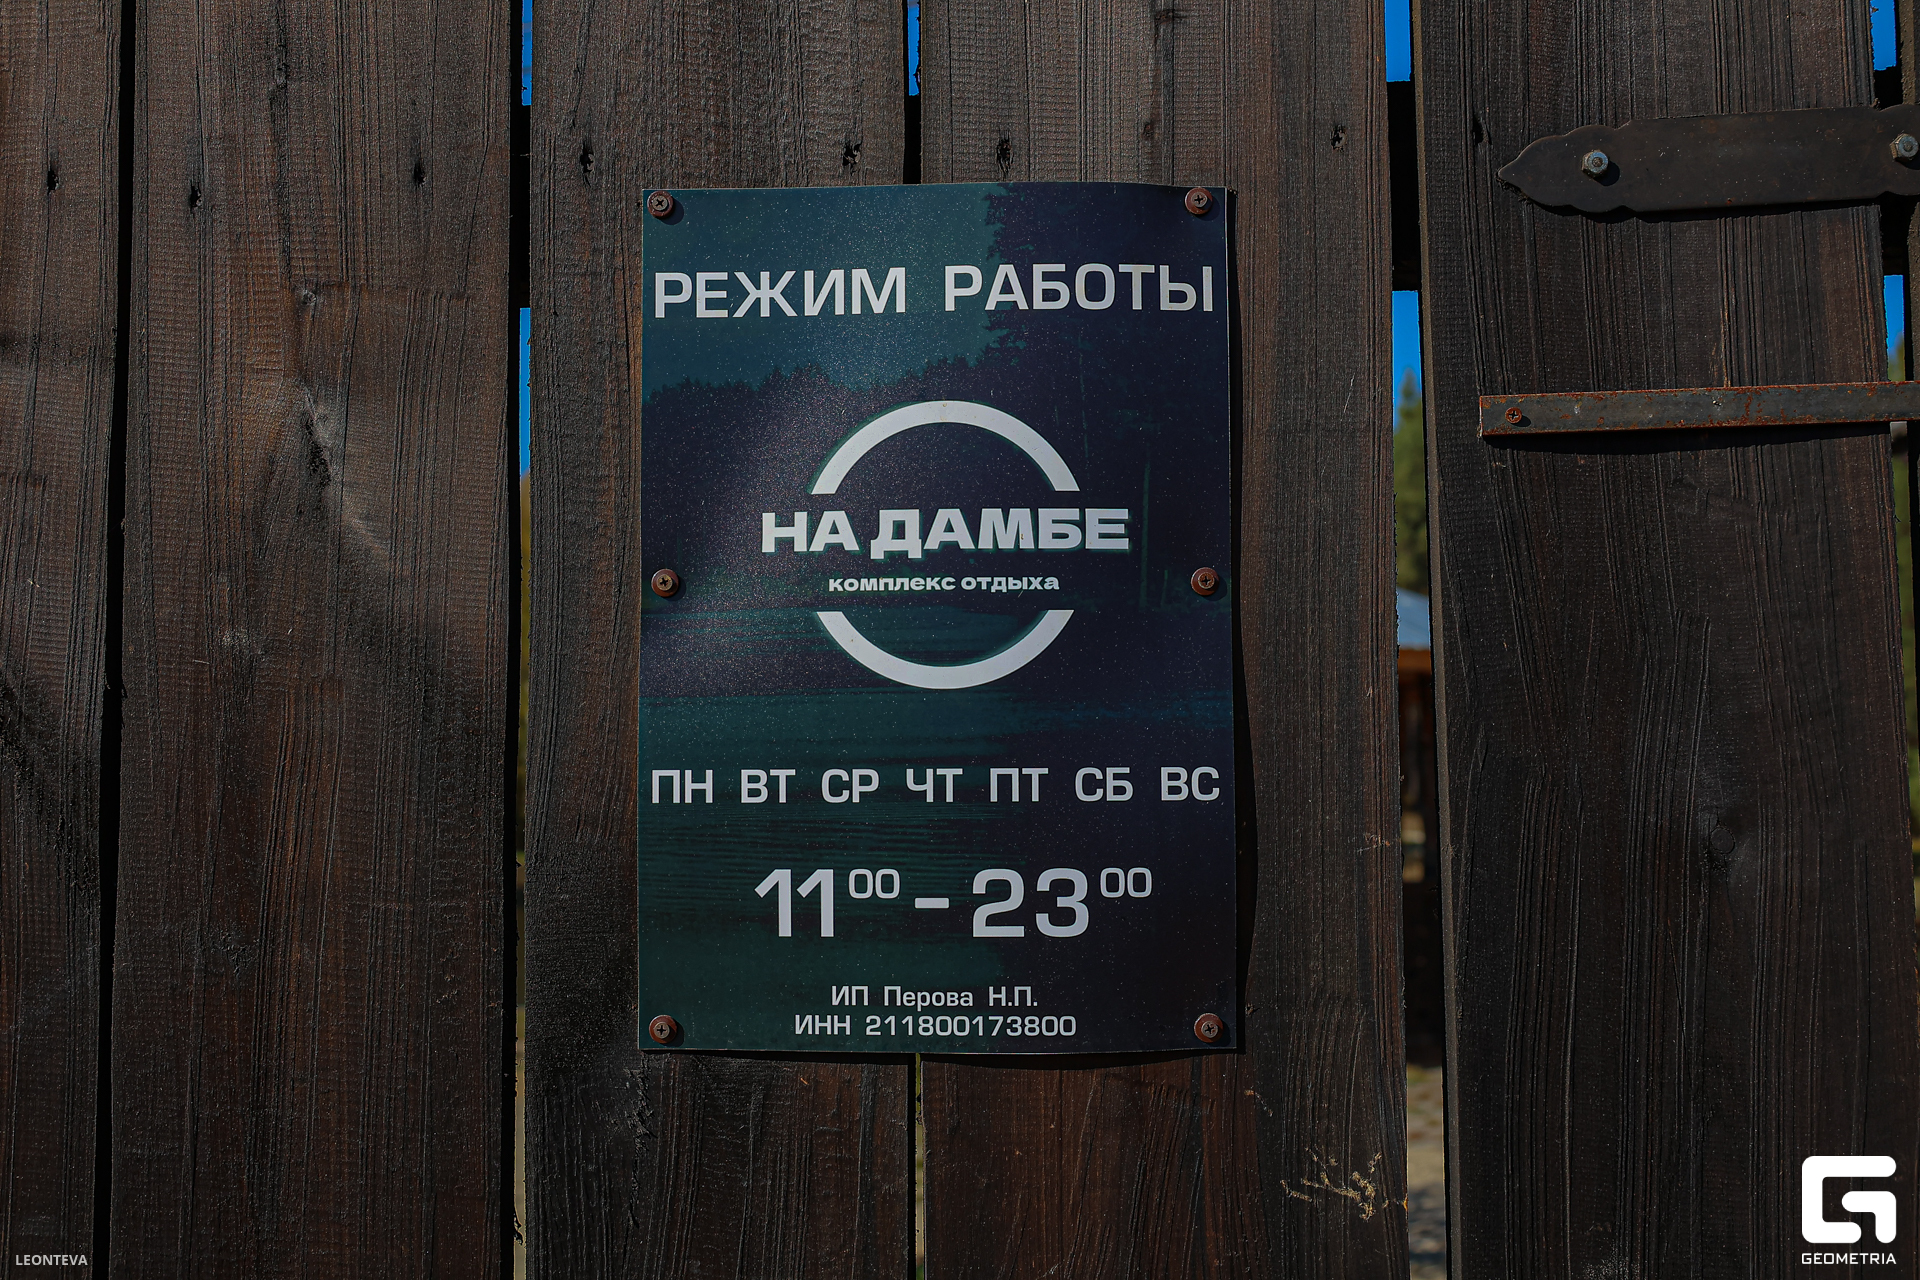 РЕЖИМ РАБОТЫ
НА ДАМБЕ
комплекс отдыха
ПН ВТ СР ЧТ ПТ СБ ВС
11⁰⁰ - 23⁰⁰
ИП Перова Н.П.
ИНН 211800173800
LEONTEVA
GEOMETRIA